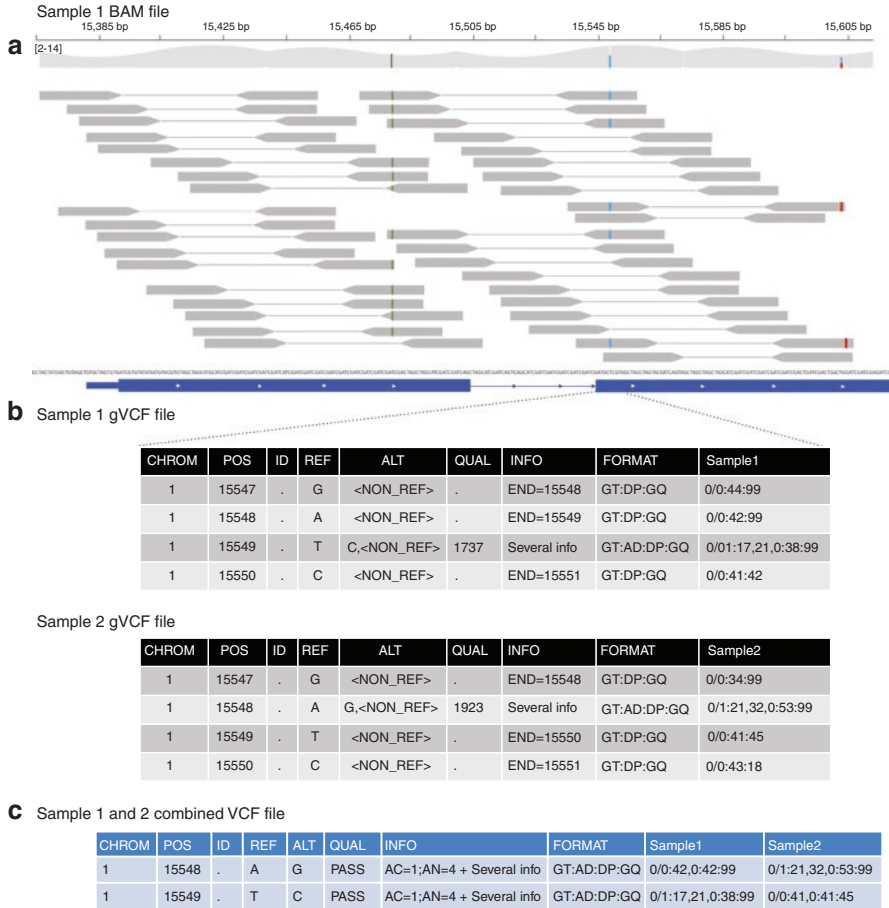 Sample 1 BAM file
15,385 bp 15,425 bp 15,465 bp 15,505 bp 15,545 bp 15,585 bp 15,605 bp
a
[2-14]
b Sample 1 gVCF file
CHROM POS ID REF ALT QUAL INFO FORMAT Sample1
1 15547 . G <NON_REF> . END=15548 GT:DP:GQ 0/0:44:99
1 15548 . A <NON_REF> . END=15549 GT:DP:GQ 0/0:42:99
1 15549 . T C,<NON_REF> 1737 Several info GT:AD:DP:GQ 0/01:17,21,0:38:99
1 15550 . C <NON_REF> . END=15551 GT:DP:GQ 0/0:41:42
Sample 2 gVCF file
CHROM POS ID REF ALT QUAL INFO FORMAT Sample2
1 15547 . G <NON_REF> . END=15548 GT:DP:GQ 0/0:34:99
1 15548 . A G,<NON_REF> 1923 Several info GT:AD:DP:GQ 0/1:21,32,0:53:99
1 15549 . T <NON_REF> . END=15550 GT:DP:GQ 0/0:41:45
1 15550 . C <NON_REF> . END=15551 GT:DP:GQ 0/0:43:18
c Sample 1 and 2 combined VCF file
CHROM POS ID REF ALT QUAL INFO FORMAT Sample1 Sample2
1 15548 . A G PASS AC=1;AN=4 + Several info GT:AD:DP:GQ 0/0:42,0:42:99 0/1:21,32,0:53:99
1 15549 . T C PASS AC=1;AN=4 + Several info GT:AD:DP:GQ 0/1:17,21,0:38:99 0/0:41,0:41:45